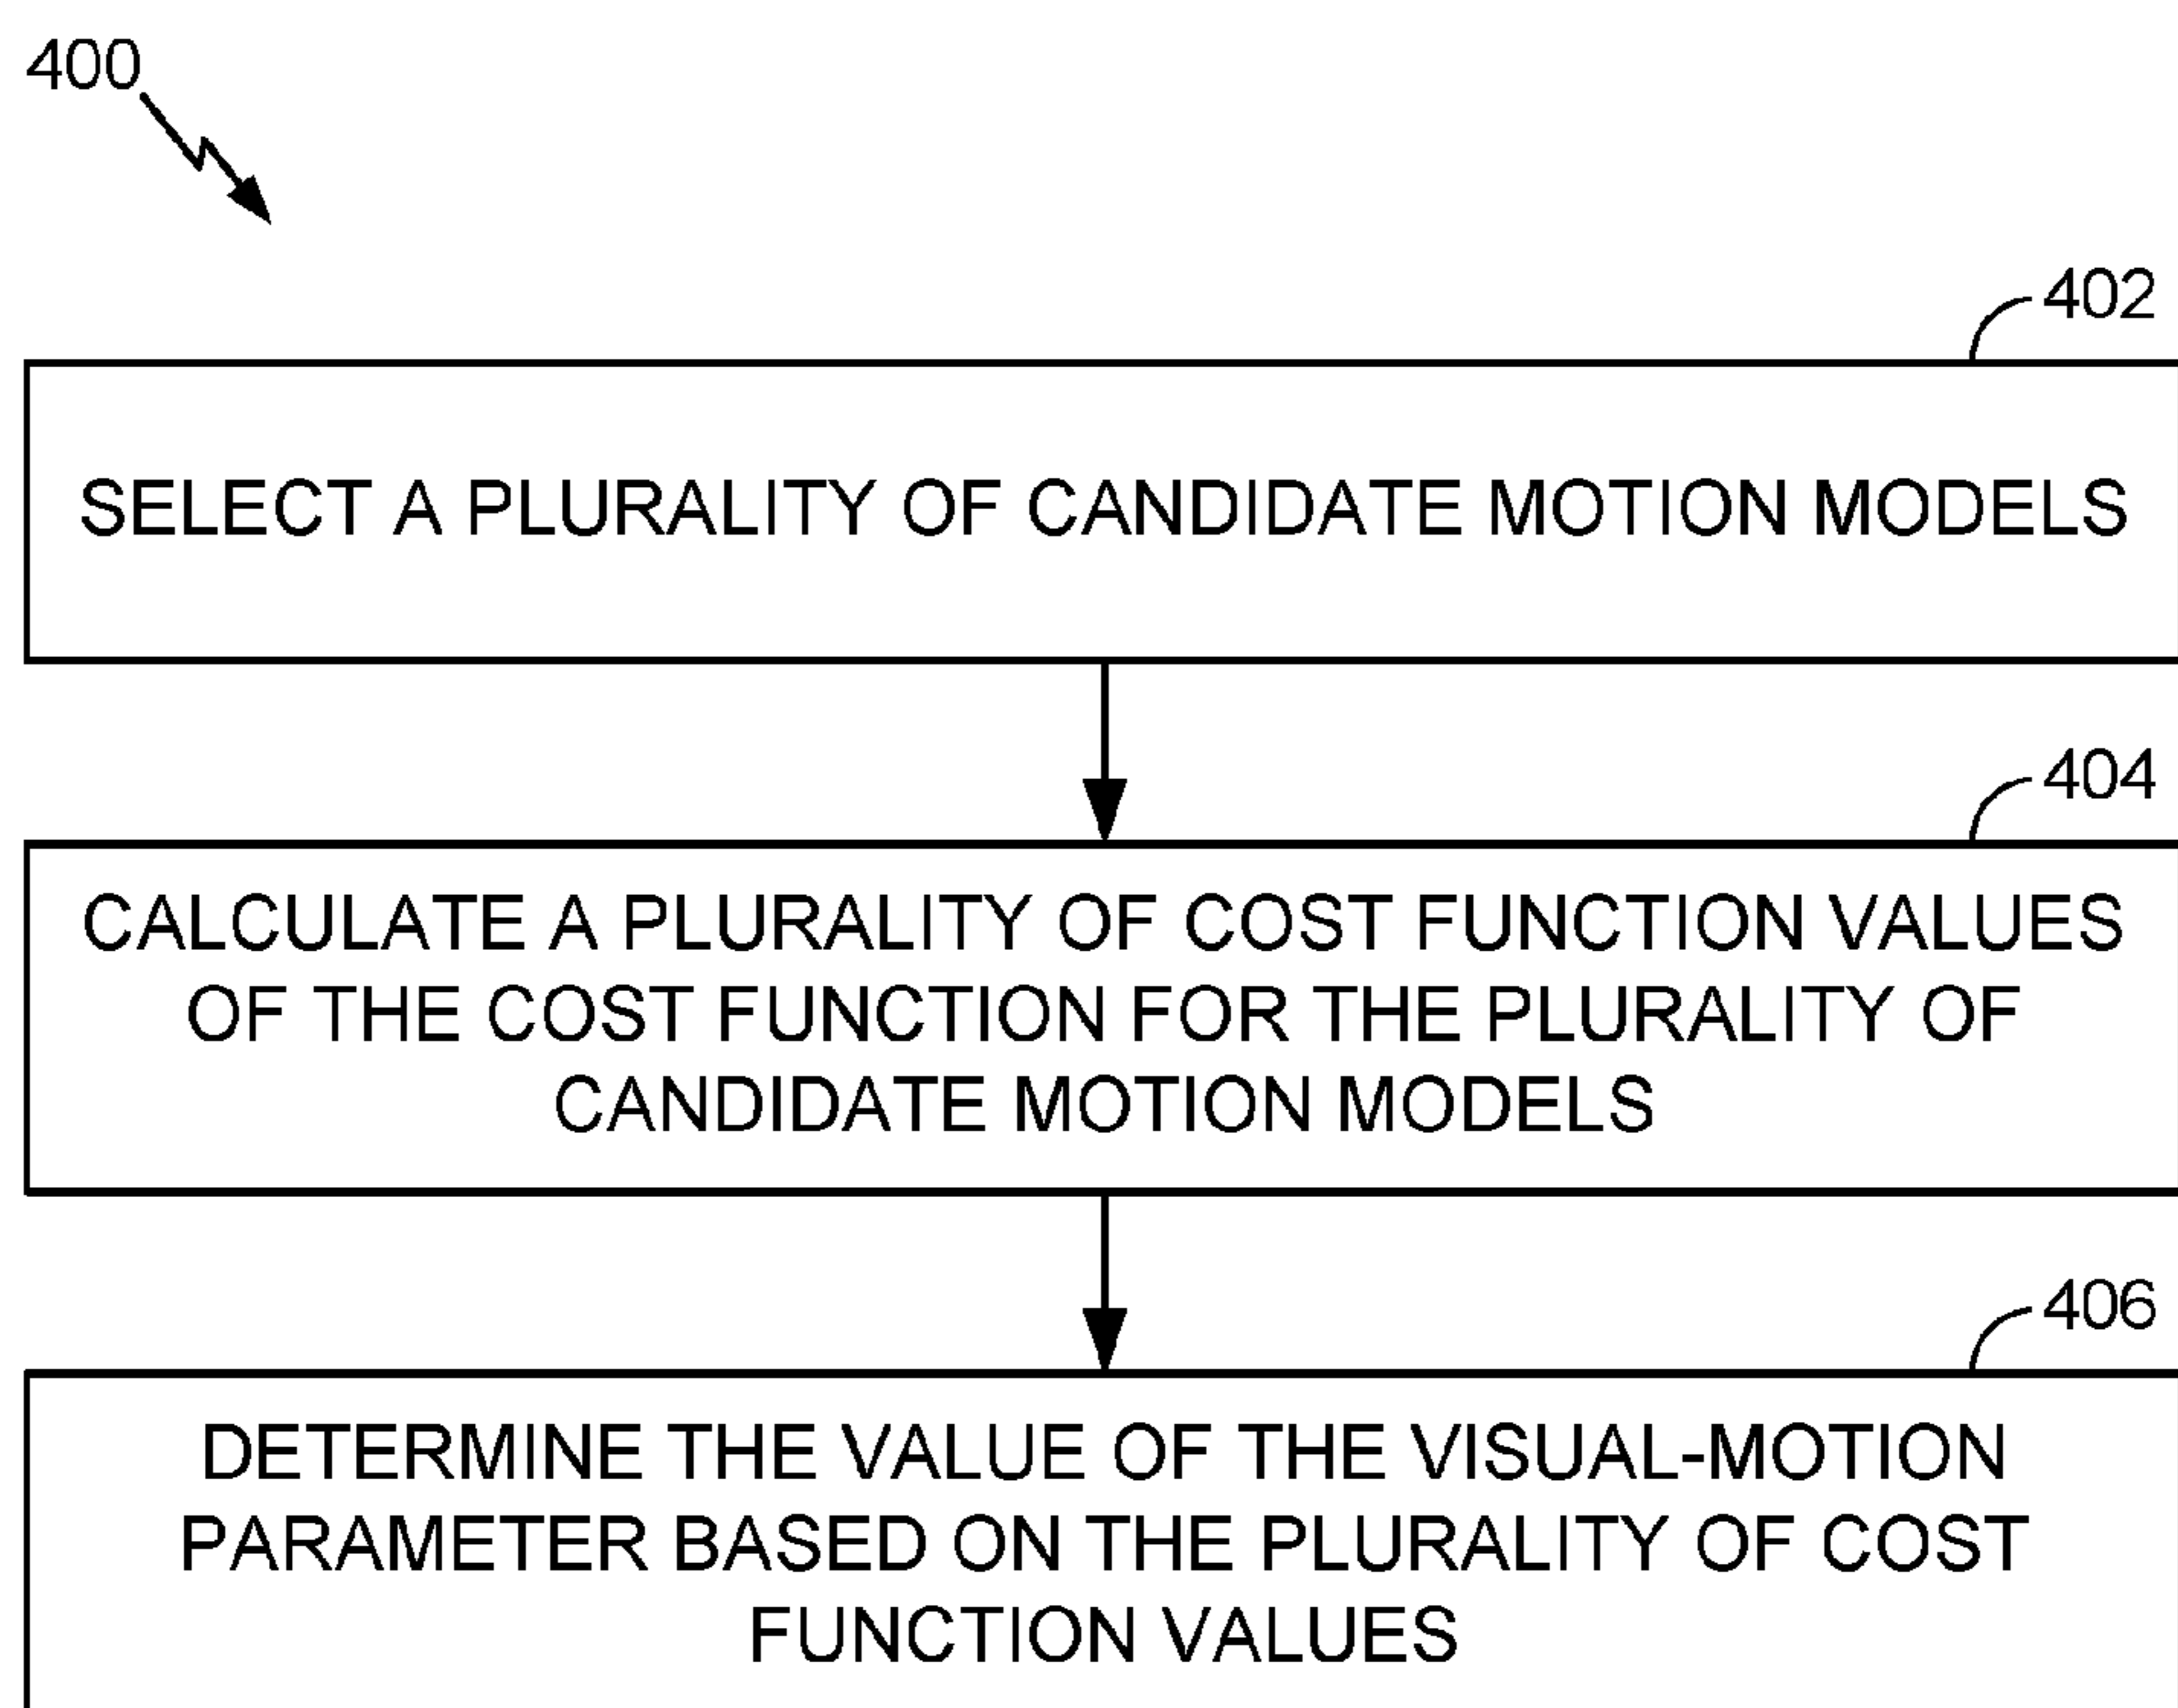 400
402
SELECT A PLURALITY OF CANDIDATE MOTION MODELS
404
CALCULATE A PLURALITY OF COST FUNCTION VALUES
OF THE COST FUNCTION FOR THE PLURALITY OF
CANDIDATE MOTION MODELS
406
DETERMINE THE VALUE OF THE VISUAL-MOTION
PARAMETER BASED ON THE PLURALITY OF COST
FUNCTION VALUES